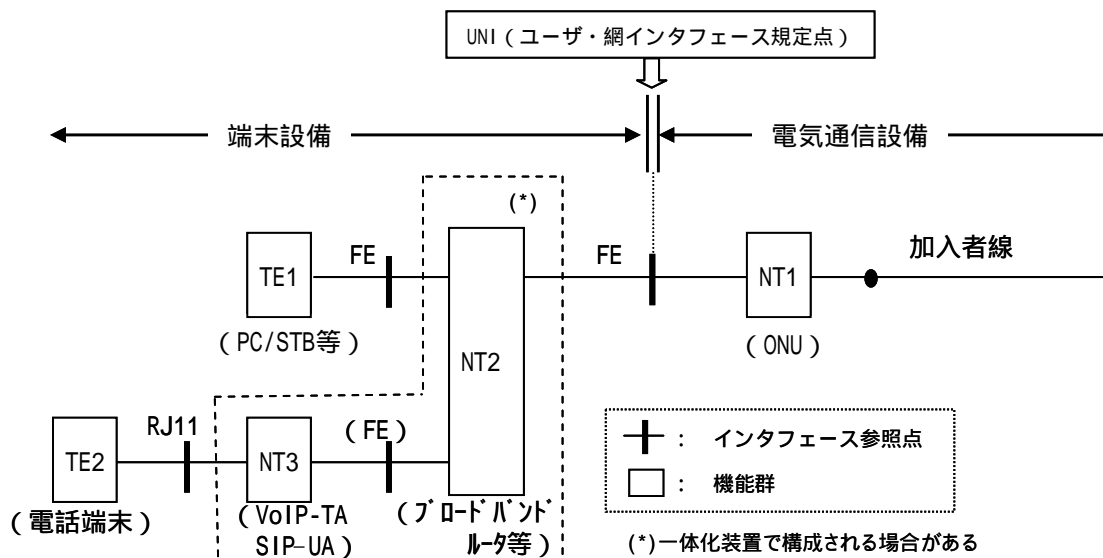 UNI(ユーザ・網インタフェース規定点)
端末設備
電気通信設備
(*)
FE
FE
加入者線
TE1
NT1
(PC/STB等)
NT2
(ONU)
RJ11
(FE)
TE2
NT3
(電話端末)
(VoIP-TA
SIP-UA)
(ブロードバンド
ルータ等)
: インタフェース参照点
: 機能群
(*)一体化装置で構成される場合がある